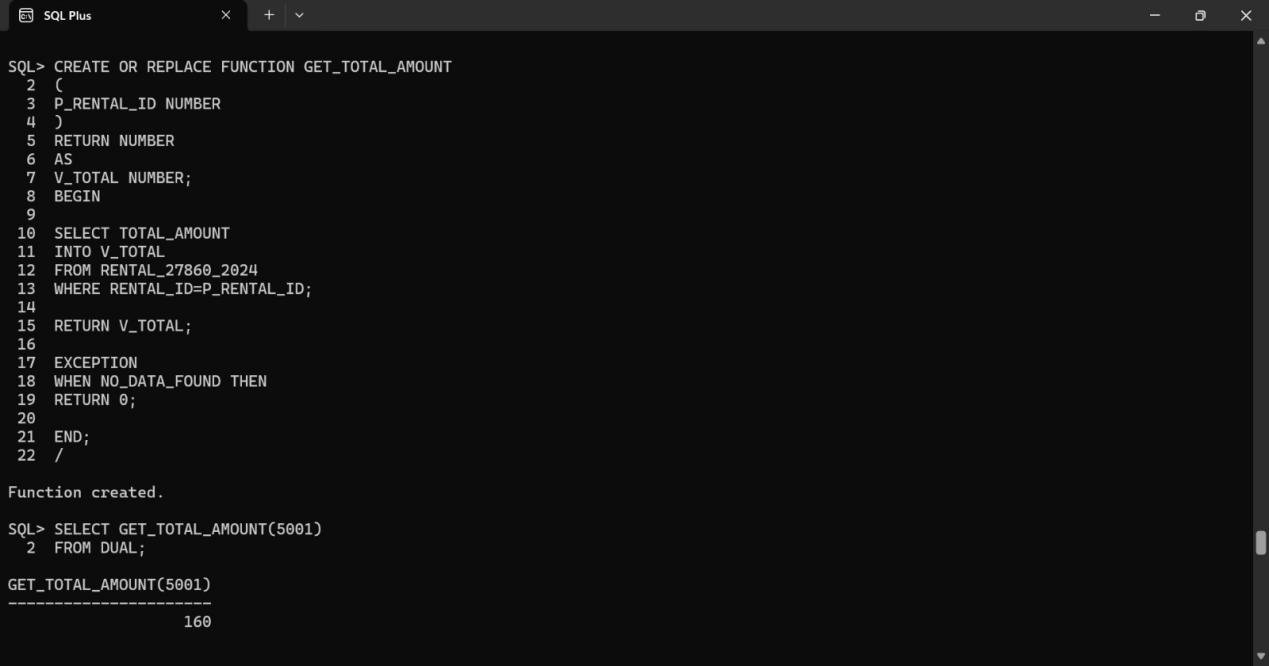 SQL Plus
SQL> CREATE OR REPLACE FUNCTION GET_TOTAL_AMOUNT
  2  (
  3  P_RENTAL_ID NUMBER
  4  )
  5  RETURN NUMBER
  6  AS
  7  V_TOTAL NUMBER;
  8  BEGIN
  9
 10  SELECT TOTAL_AMOUNT
 11  INTO V_TOTAL
 12  FROM RENTAL_27860_2024
 13  WHERE RENTAL_ID=P_RENTAL_ID;
 14
 15  RETURN V_TOTAL;
 16
 17  EXCEPTION
 18  WHEN NO_DATA_FOUND THEN
 19  RETURN 0;
 20
 21  END;
 22  /
Function created.
SQL> SELECT GET_TOTAL_AMOUNT(5001)
  2  FROM DUAL;
GET_TOTAL_AMOUNT(5001)
----------------------
                   160